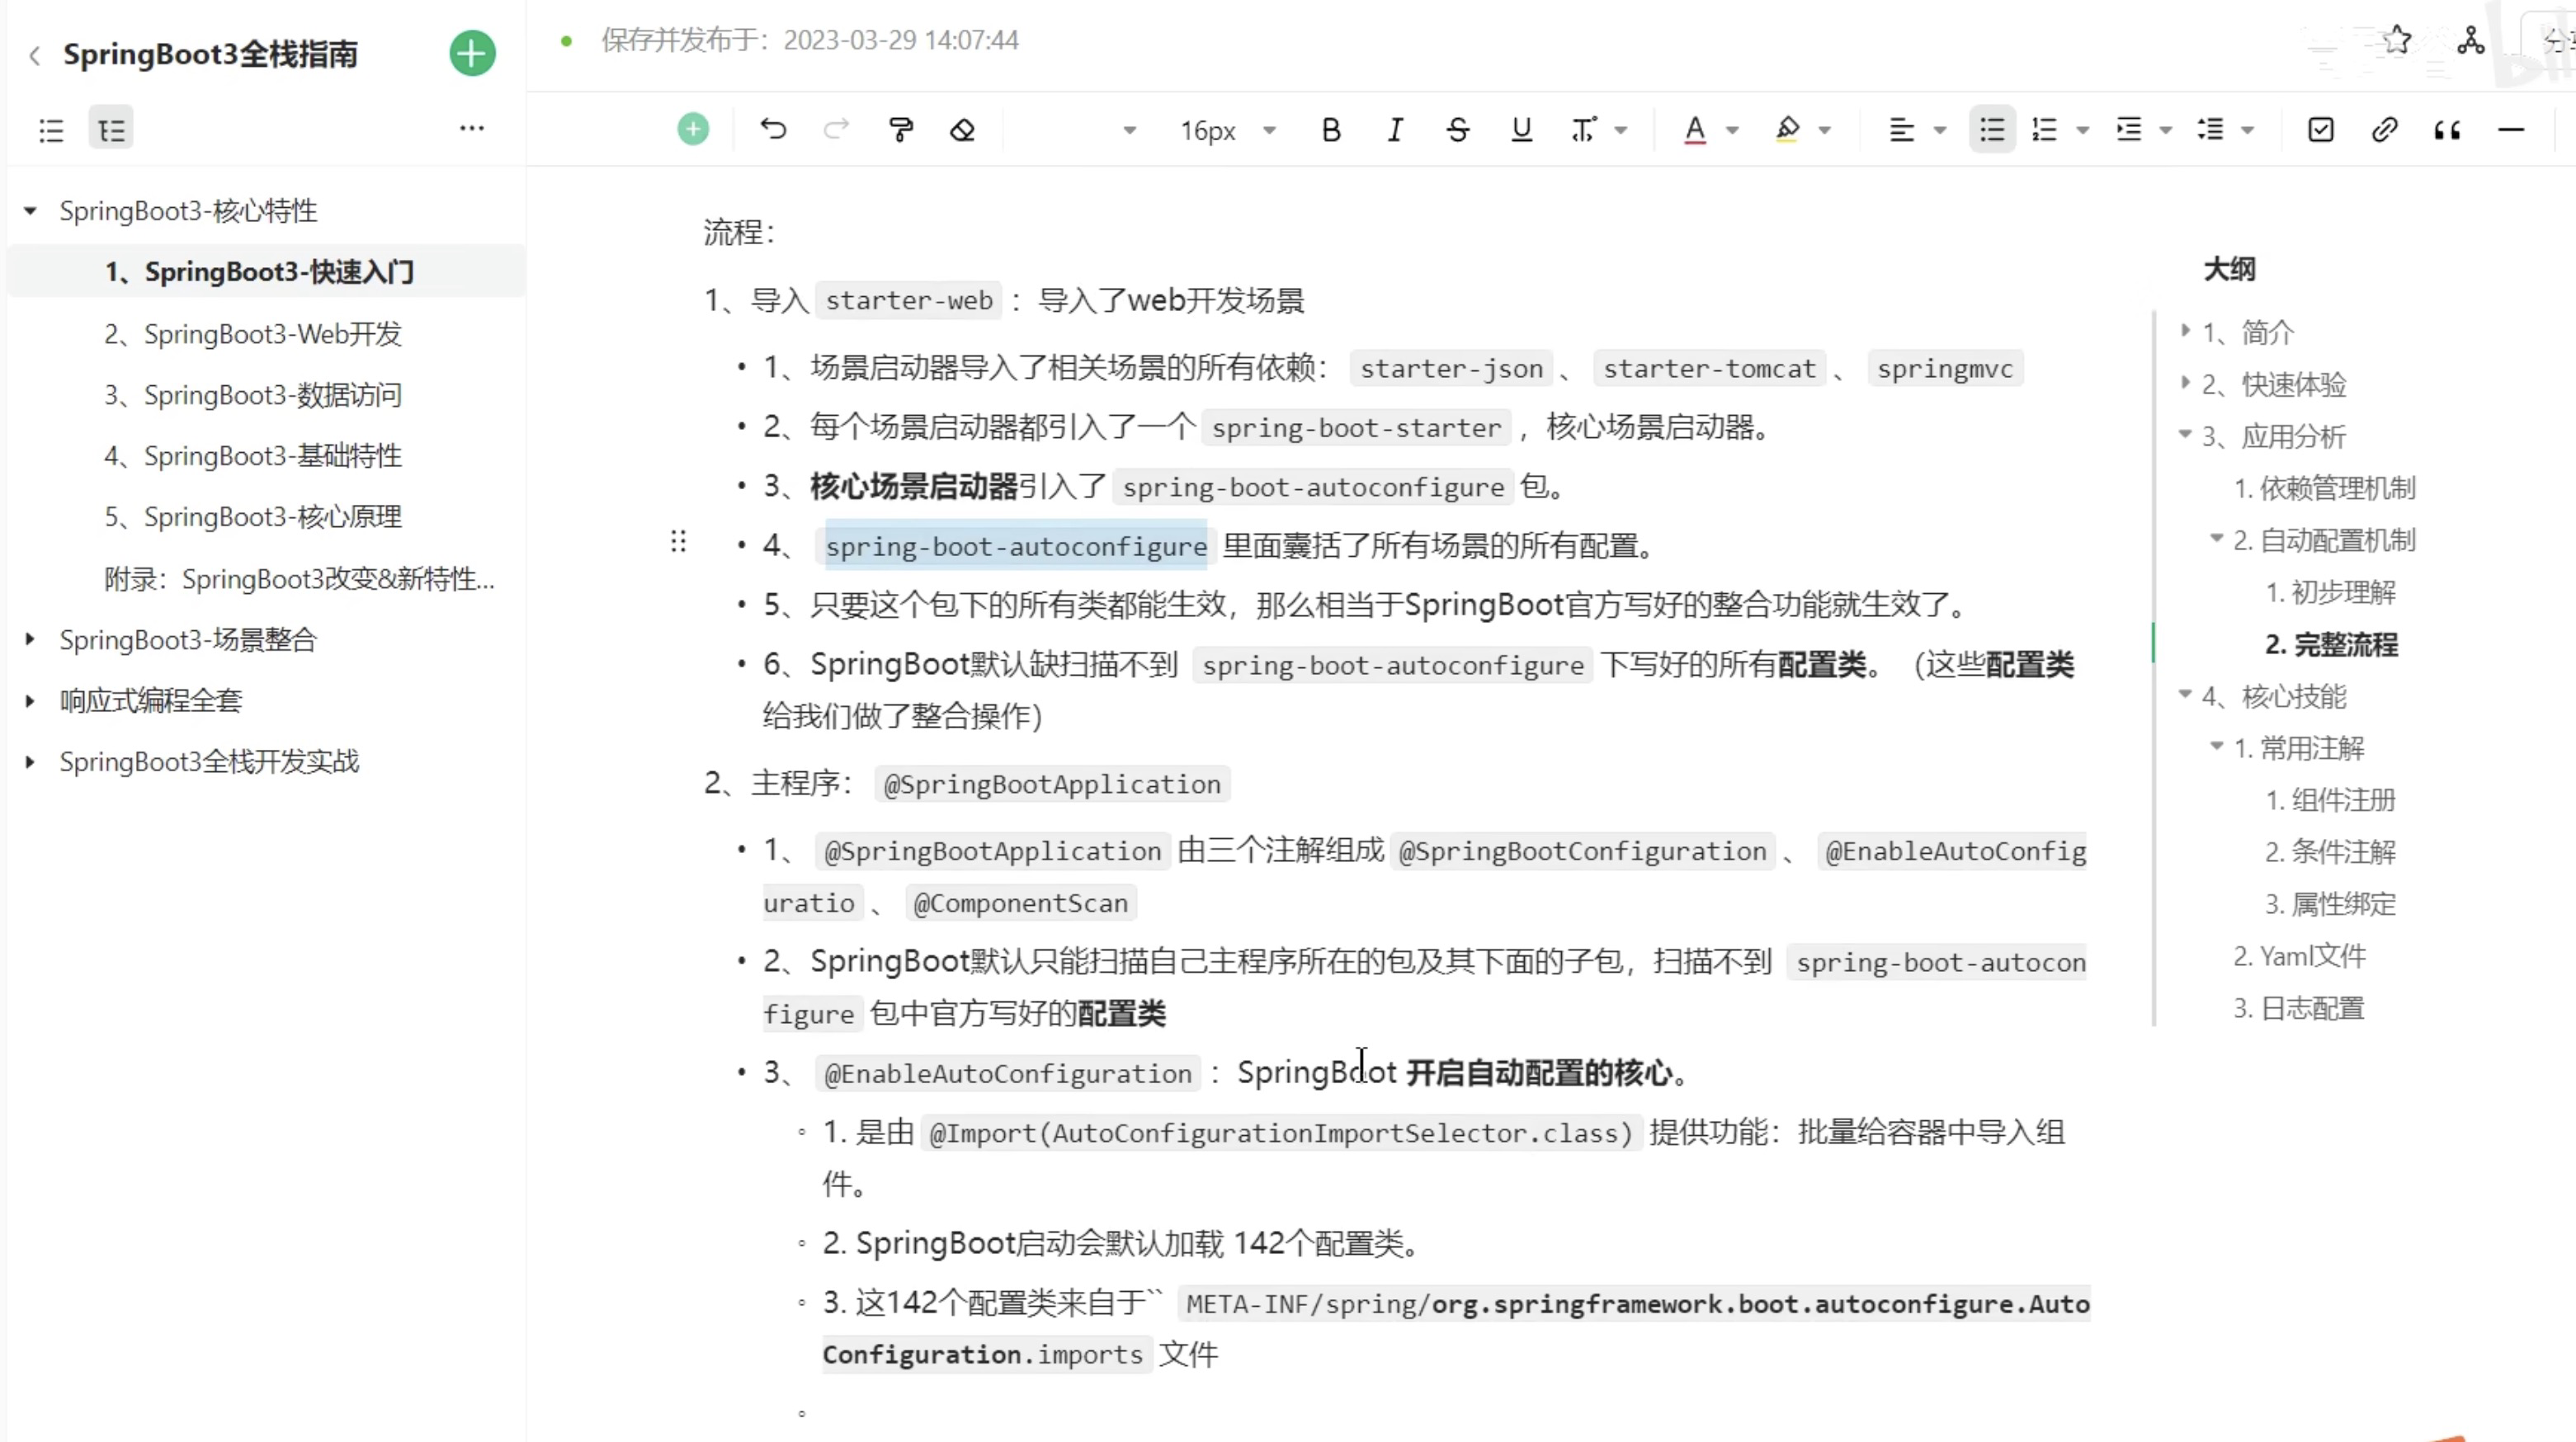 SpringBoot3全栈指南
保存并发布于：2023-03-29 14:07:44
16px
SpringBoot3-核心特性
1、SpringBoot3-快速入门
2、SpringBoot3-Web开发
3、SpringBoot3-数据访问
4、SpringBoot3-基础特性
5、SpringBoot3-核心原理
附录：SpringBoot3改变&新特性...
SpringBoot3-场景整合
响应式编程全套
SpringBoot3全栈开发实战
流程：
1、导入 starter-web ：导入了web开发场景
• 1、场景启动器导入了相关场景的所有依赖： starter-json 、 starter-tomcat 、 springmvc
• 2、每个场景启动器都引入了一个 spring-boot-starter ，核心场景启动器。
• 3、核心场景启动器引入了 spring-boot-autoconfigure 包。
• 4、 spring-boot-autoconfigure 里面囊括了所有场景的所有配置。
• 5、只要这个包下的所有类都能生效，那么相当于SpringBoot官方写好的整合功能就生效了。
• 6、SpringBoot默认缺扫描不到 spring-boot-autoconfigure 下写好的所有配置类。（这些配置类
给我们做了整合操作）
2、主程序： @SpringBootApplication
• 1、 @SpringBootApplication 由三个注解组成 @SpringBootConfiguration 、 @EnableAutoConfig
uratio 、 @ComponentScan
• 2、SpringBoot默认只能扫描自己主程序所在的包及其下面的子包，扫描不到 spring-boot-autocon
figure 包中官方写好的配置类
• 3、 @EnableAutoConfiguration ：SpringBoot 开启自动配置的核心。
◦ 1. 是由 @Import(AutoConfigurationImportSelector.class) 提供功能：批量给容器中导入组
件。
◦ 2. SpringBoot启动会默认加载 142个配置类。
◦ 3. 这142个配置类来自于`` META-INF/spring/org.springframework.boot.autoconfigure.Auto
Configuration.imports 文件
大纲
1、简介
2、快速体验
3、应用分析
1. 依赖管理机制
2. 自动配置机制
1. 初步理解
2. 完整流程
4、核心技能
1. 常用注解
1. 组件注册
2. 条件注解
3. 属性绑定
2. Yaml文件
3. 日志配置